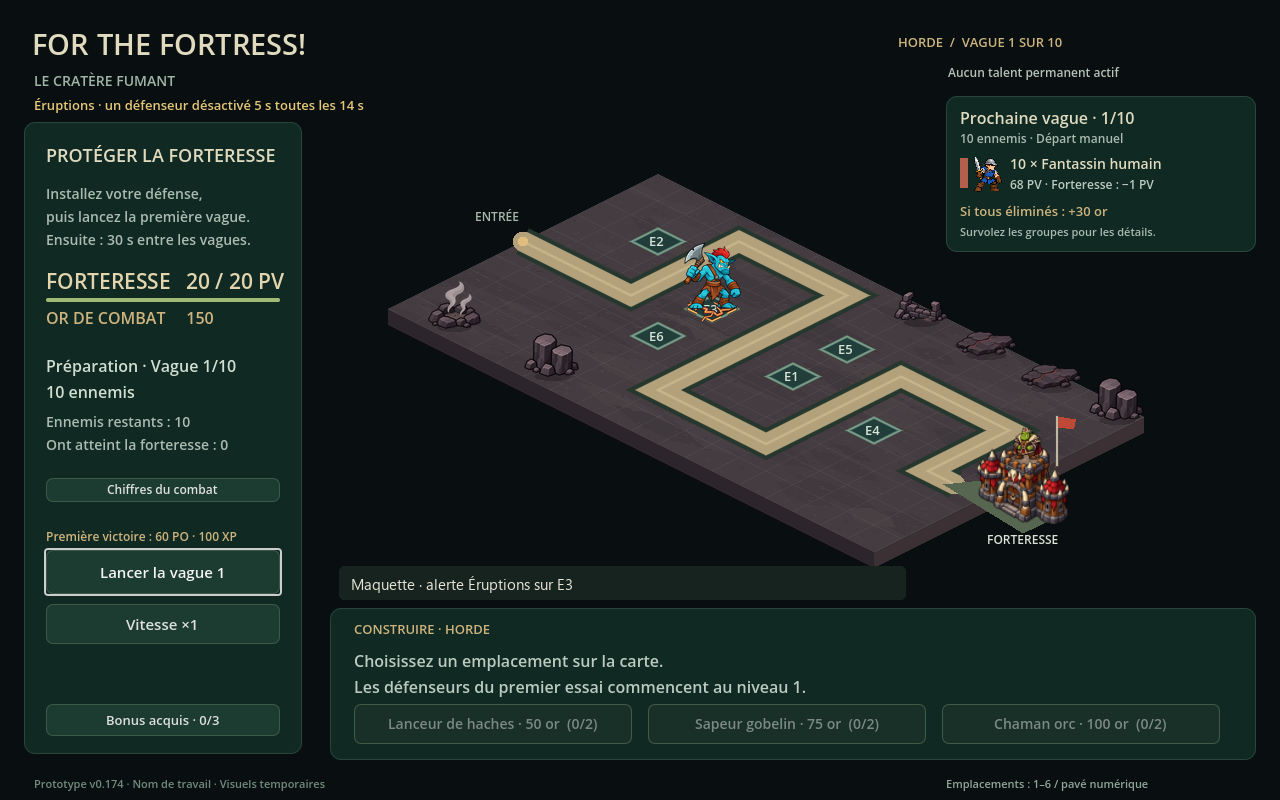 FOR THE FORTRESS!
LE CRATÈRE FUMANT
Éruptions · un défenseur désactivé 5 s toutes les 14 s
HORDE / VAGUE 1 SUR 10
Aucun talent permanent actif
Prochaine vague · 1/10
10 ennemis · Départ manuel
10 × Fantassin humain
68 PV · Forteresse : −1 PV
Si tous éliminés : +30 or
Survolez les groupes pour les détails.
PROTÉGER LA FORTERESSE
Installez votre défense,
puis lancez la première vague.
Ensuite : 30 s entre les vagues.
FORTERESSE 20 / 20 PV
OR DE COMBAT 150
Préparation · Vague 1/10
10 ennemis
Ennemis restants : 10
Ont atteint la forteresse : 0
Chiffres du combat
Première victoire : 60 PO · 100 XP
Lancer la vague 1
Vitesse ×1
Bonus acquis · 0/3
ENTRÉE
E2
E6
E5
E1
E4
FORTERESSE
Maquette · alerte Éruptions sur E3
CONSTRUIRE · HORDE
Choisissez un emplacement sur la carte.
Les défenseurs du premier essai commencent au niveau 1.
Lanceur de haches · 50 or (0/2)
Sapeur gobelin · 75 or (0/2)
Chaman orc · 100 or (0/2)
Prototype v0.174 · Nom de travail · Visuels temporaires
Emplacements : 1–6 / pavé numérique